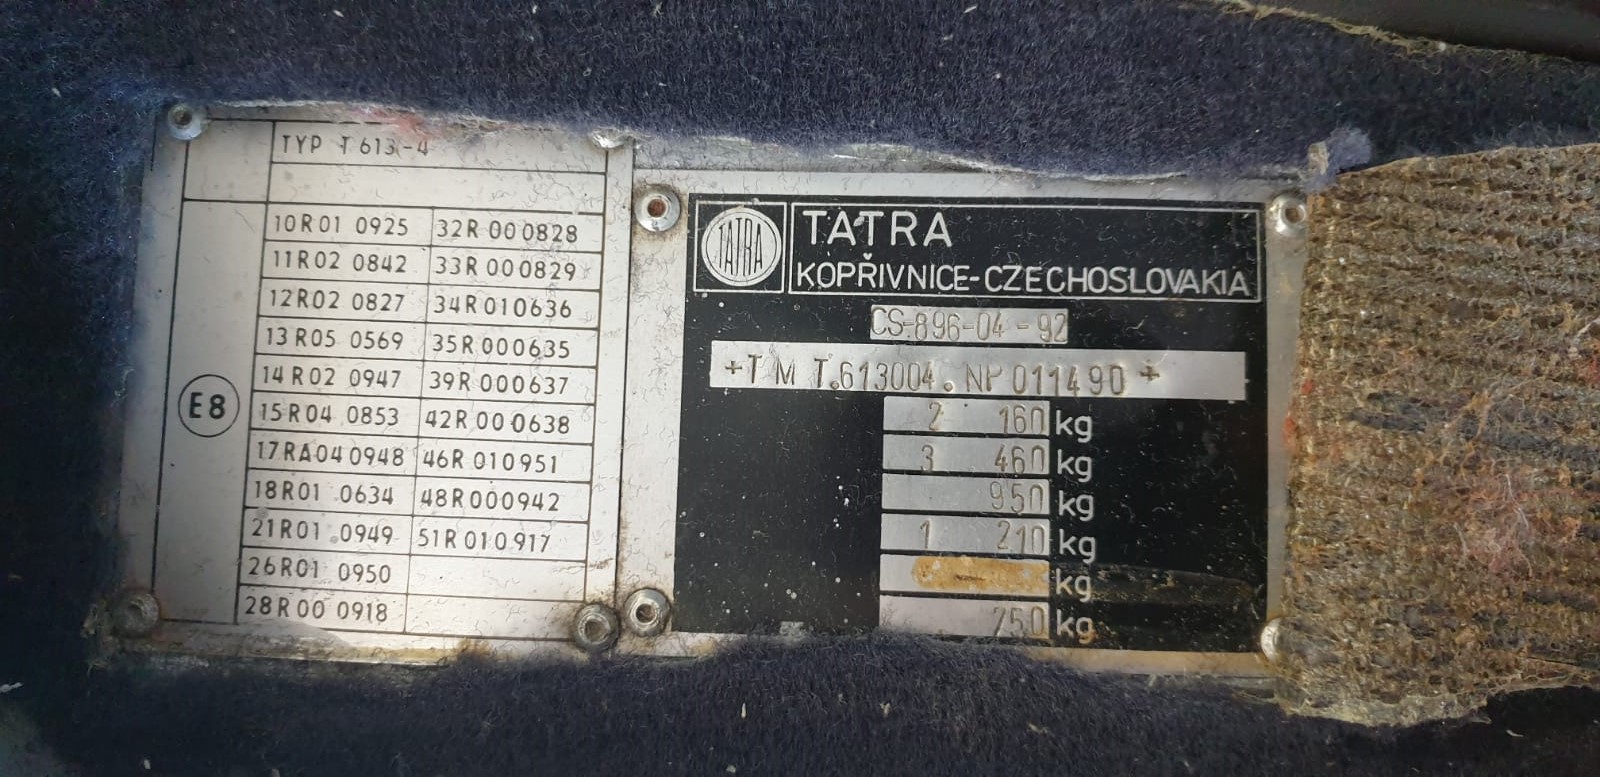 TYP T 613-4
10R01 0925 32R 000828
11R02 0842 33R 000829
12R02 0827 34R 010636
13R05 0569 35R 000635
14R02 0947 39R 000637
E8
15R04 0853 42R 000638
17RA04 0948 46R 010951
18R01 0634 48R 000942
21R01 0949 51R 010917
26R01 0950
28R00 0918
TATRA
TATRA
KOPŘIVNICE-CZECHOSLOVAKIA
CS-896-04-92
+TMT.613004.NP011490+
2 160 kg
3 460 kg
950 kg
1 210 kg
kg
750 kg